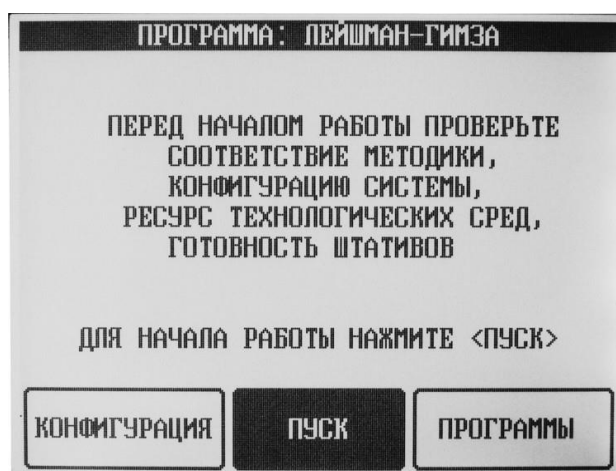 ПРОГРАММА: ЛЕЙШМАН-ГИМЗА
ПЕРЕД НАЧАЛОМ РАБОТЫ ПРОВЕРЬТЕ
СООТВЕТСТВИЕ МЕТОДИКИ,
КОНФИГУРАЦИЮ СИСТЕМЫ,
РЕСУРС ТЕХНОЛОГИЧЕСКИХ СРЕД,
ГОТОВНОСТЬ ШТАТИВОВ
ДЛЯ НАЧАЛА РАБОТЫ НАЖМИТЕ <ПУСК>
КОНФИГУРАЦИЯ ПУСК ПРОГРАММЫ